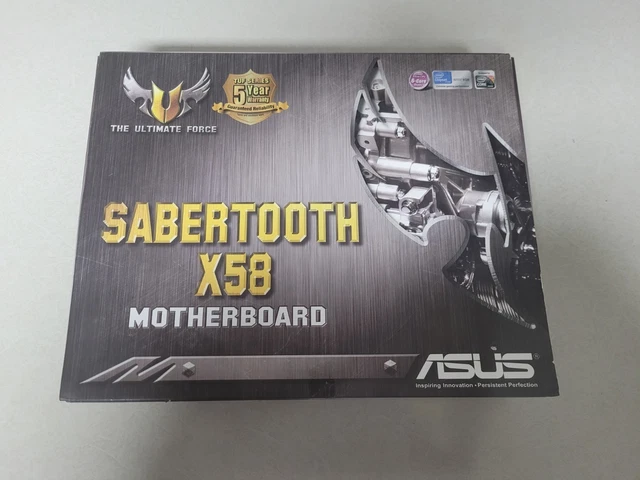 THE ULTIMATE FORCE
TUF SERIES
5 Year
Warranty
Guaranteed Reliability
SABERTOOTH
X58
MOTHERBOARD
ASUS
Inspiring Innovation • Persistent Perfection